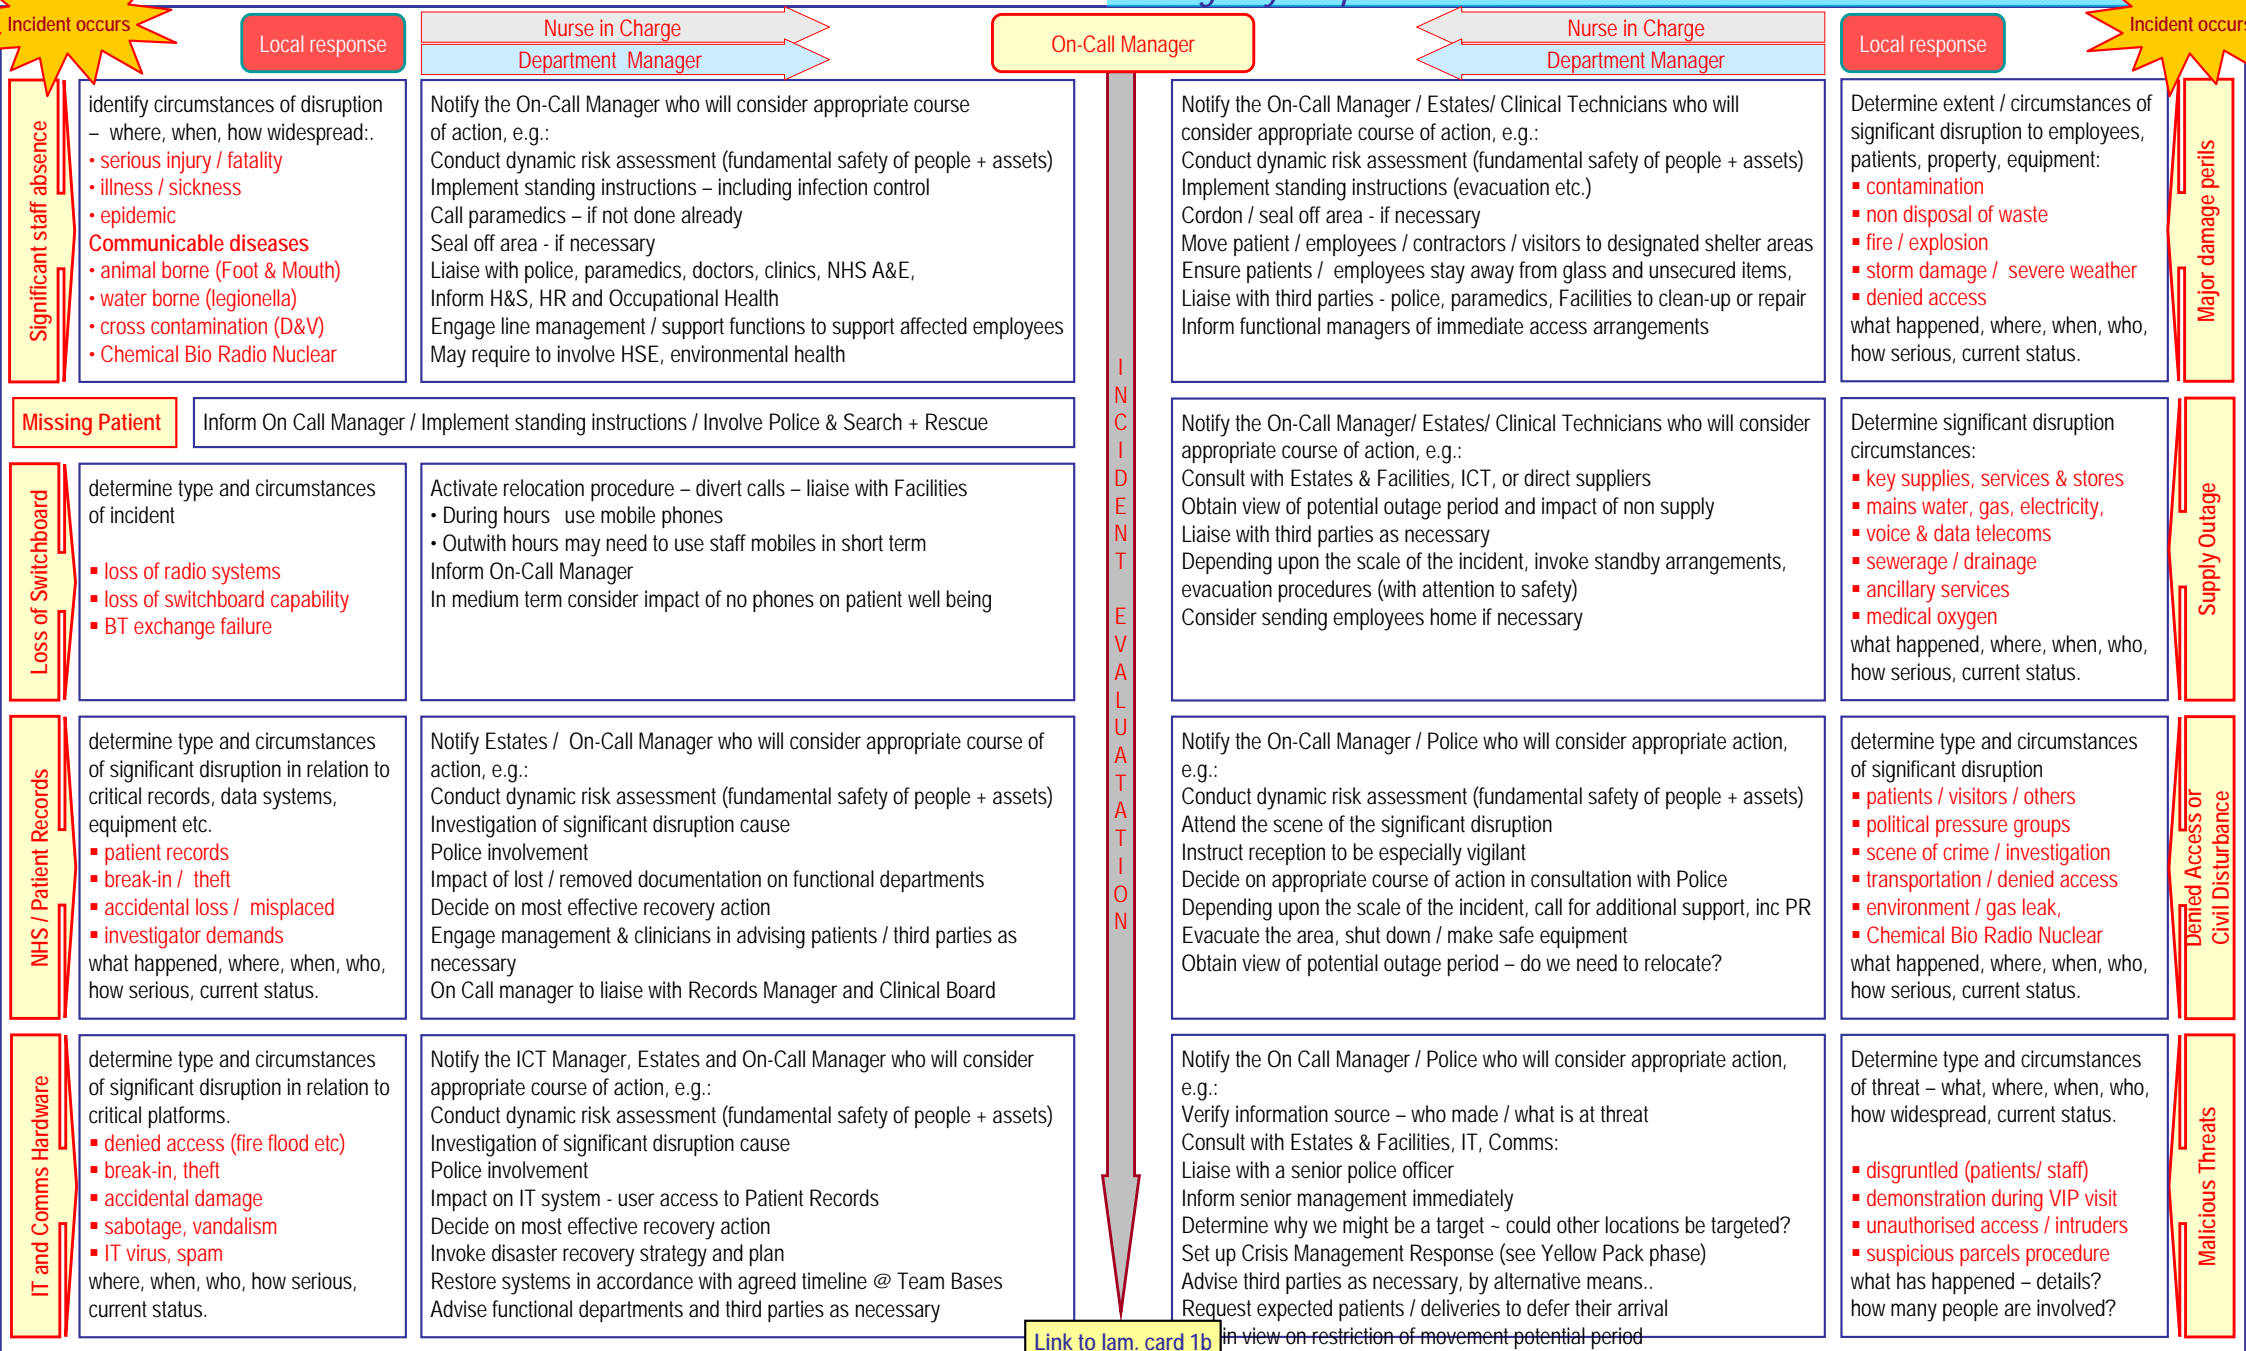 Incident occurs
Local response
Nurse in Charge
Department Manager
On-Call Manager
Nurse in Charge
Department Manager
Local response
Incident occurs
Significant staff absence
identify circumstances of disruption
– where, when, how widespread:.
• serious injury / fatality
• illness / sickness
• epidemic
Communicable diseases
• animal borne (Foot & Mouth)
• water borne (legionella)
• cross contamination (D&V)
• Chemical Bio Radio Nuclear
Notify the On-Call Manager who will consider appropriate course
of action, e.g.:
Conduct dynamic risk assessment (fundamental safety of people + assets)
Implement standing instructions – including infection control
Call paramedics – if not done already
Seal off area - if necessary
Liaise with police, paramedics, doctors, clinics, NHS A&E,
Inform H&S, HR and Occupational Health
Engage line management / support functions to support affected employees
May require to involve HSE, environmental health
Missing Patient
Inform On Call Manager / Implement standing instructions / Involve Police & Search + Rescue
Loss of Switchboard
determine type and circumstances
of incident
▪ loss of radio systems
▪ loss of switchboard capability
▪ BT exchange failure
Activate relocation procedure – divert calls – liaise with Facilities
• During hours use mobile phones
• Outwith hours may need to use staff mobiles in short term
Inform On-Call Manager
In medium term consider impact of no phones on patient well being
NHS / Patient Records
determine type and circumstances
of significant disruption in relation to
critical records, data systems,
equipment etc.
▪ patient records
▪ break-in / theft
▪ accidental loss / misplaced
▪ investigator demands
what happened, where, when, who,
how serious, current status.
Notify Estates / On-Call Manager who will consider appropriate course of
action, e.g.:
Conduct dynamic risk assessment (fundamental safety of people + assets)
Investigation of significant disruption cause
Police involvement
Impact of lost / removed documentation on functional departments
Decide on most effective recovery action
Engage management & clinicians in advising patients / third parties as
necessary
On Call manager to liaise with Records Manager and Clinical Board
IT and Comms Hardware
determine type and circumstances
of significant disruption in relation to
critical platforms.
▪ denied access (fire flood etc)
▪ break-in, theft
▪ accidental damage
▪ sabotage, vandalism
▪ IT virus, spam
where, when, who, how serious,
current status.
Notify the ICT Manager, Estates and On-Call Manager who will consider
appropriate course of action, e.g.:
Conduct dynamic risk assessment (fundamental safety of people + assets)
Investigation of significant disruption cause
Police involvement
Impact on IT system - user access to Patient Records
Decide on most effective recovery action
Invoke disaster recovery strategy and plan
Restore systems in accordance with agreed timeline @ Team Bases
Advise functional departments and third parties as necessary
INCIDENT EVALUATATION
Link to lam. card 1b
Notify the On-Call Manager / Estates/ Clinical Technicians who will
consider appropriate course of action, e.g.:
Conduct dynamic risk assessment (fundamental safety of people + assets)
Implement standing instructions (evacuation etc.)
Cordon / seal off area - if necessary
Move patient / employees / contractors / visitors to designated shelter areas
Ensure patients / employees stay away from glass and unsecured items,
Liaise with third parties - police, paramedics, Facilities to clean-up or repair
Inform functional managers of immediate access arrangements
Determine extent / circumstances of
significant disruption to employees,
patients, property, equipment:
▪ contamination
▪ non disposal of waste
▪ fire / explosion
▪ storm damage / severe weather
▪ denied access
what happened, where, when, who,
how serious, current status.
Major damage perils
Notify the On-Call Manager/ Estates/ Clinical Technicians who will consider
appropriate course of action, e.g.:
Consult with Estates & Facilities, ICT, or direct suppliers
Obtain view of potential outage period and impact of non supply
Liaise with third parties as necessary
Depending upon the scale of the incident, invoke standby arrangements,
evacuation procedures (with attention to safety)
Consider sending employees home if necessary
Determine significant disruption
circumstances:
▪ key supplies, services & stores
▪ mains water, gas, electricity,
▪ voice & data telecoms
▪ sewerage / drainage
▪ ancillary services
▪ medical oxygen
what happened, where, when, who,
how serious, current status.
Supply Outage
Notify the On-Call Manager / Police who will consider appropriate action,
e.g.:
Conduct dynamic risk assessment (fundamental safety of people + assets)
Attend the scene of the significant disruption
Instruct reception to be especially vigilant
Decide on appropriate course of action in consultation with Police
Depending upon the scale of the incident, call for additional support, inc PR
Evacuate the area, shut down / make safe equipment
Obtain view of potential outage period – do we need to relocate?
determine type and circumstances
of significant disruption
▪ patients / visitors / others
▪ political pressure groups
▪ scene of crime / investigation
▪ transportation / denied access
▪ environment / gas leak,
▪ Chemical Bio Radio Nuclear
what happened, where, when, who,
how serious, current status.
Denied Access or
Civil Disturbance
Notify the On Call Manager / Police who will consider appropriate action,
e.g.:
Verify information source – who made / what is at threat
Consult with Estates & Facilities, IT, Comms:
Liaise with a senior police officer
Inform senior management immediately
Determine why we might be a target ~ could other locations be targeted?
Set up Crisis Management Response (see Yellow Pack phase)
Advise third parties as necessary, by alternative means..
Request expected patients / deliveries to defer their arrival
view on restriction of movement potential period
Determine type and circumstances
of threat – what, where, when, who,
how widespread, current status.
▪ disgruntled (patients/ staff)
▪ demonstration during VIP visit
▪ unauthorised access / intruders
▪ suspicious parcels procedure
what has happened – details?
how many people are involved?
Malicious Threats